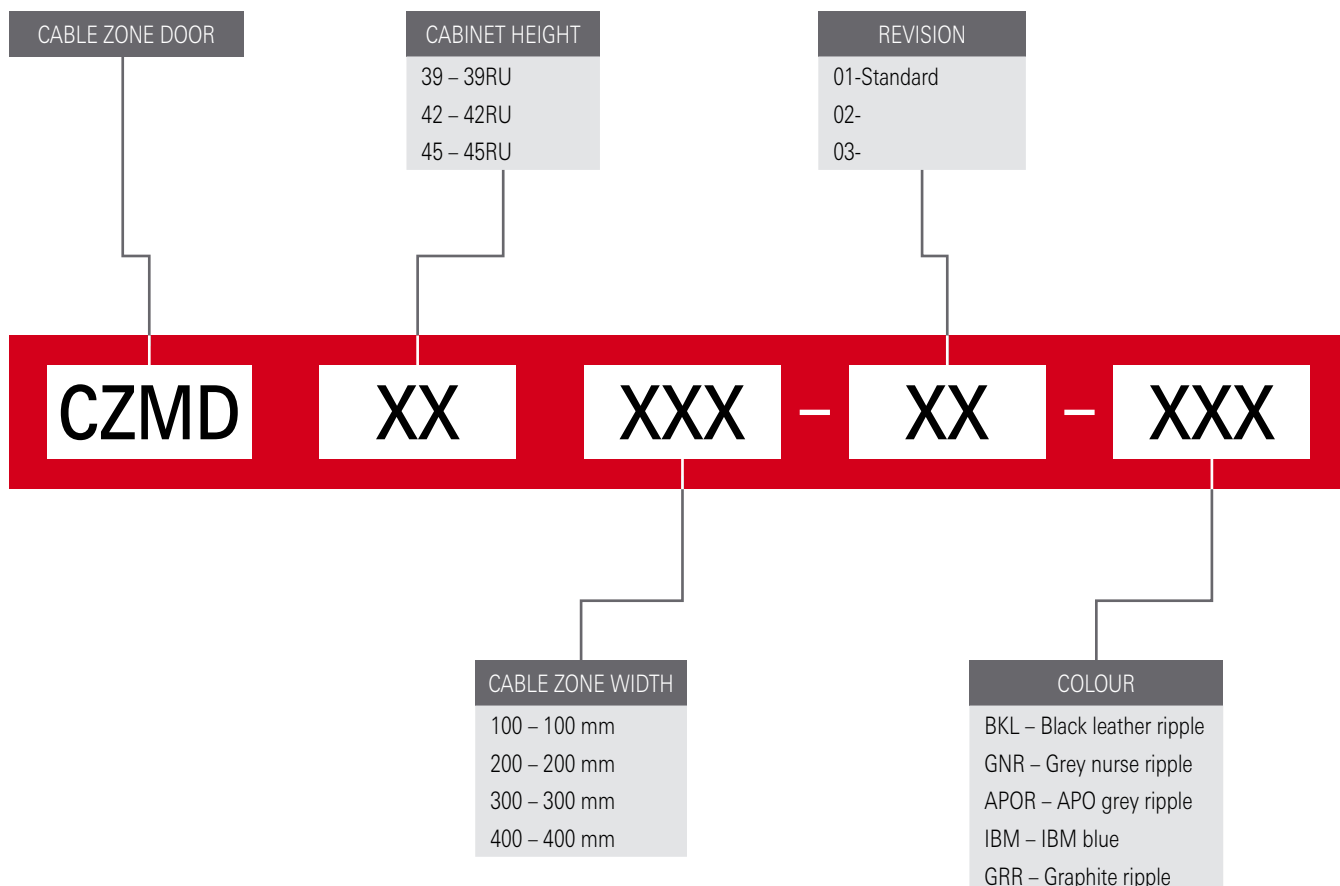 CABLE ZONE DOOR
CABINET HEIGHT
39 – 39RU
42 – 42RU
45 – 45RU
REVISION
01-Standard
02-
03-
CZMD XX XXX – XX – XXX
CABLE ZONE WIDTH
100 – 100 mm
200 – 200 mm
300 – 300 mm
400 – 400 mm
COLOUR
BKL – Black leather ripple
GNR – Grey nurse ripple
APOR – APO grey ripple
IBM – IBM blue
GRR – Graphite ripple